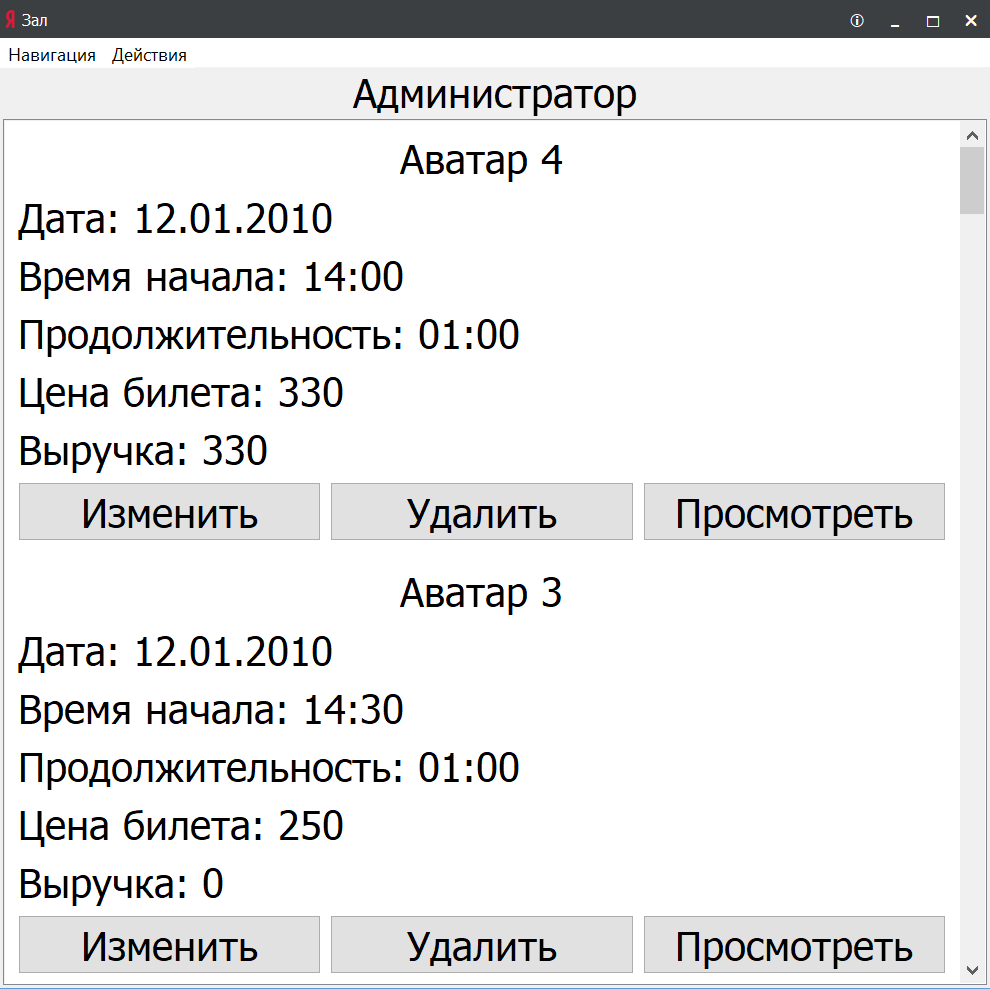 Я Зал
Навигация Действия
Администратор
Аватар 4
Дата: 12.01.2010
Время начала: 14:00
Продолжительность: 01:00
Цена билета: 330
Выручка: 330
Изменить Удалить Просмотреть
Аватар 3
Дата: 12.01.2010
Время начала: 14:30
Продолжительность: 01:00
Цена билета: 250
Выручка: 0
Изменить Удалить Просмотреть